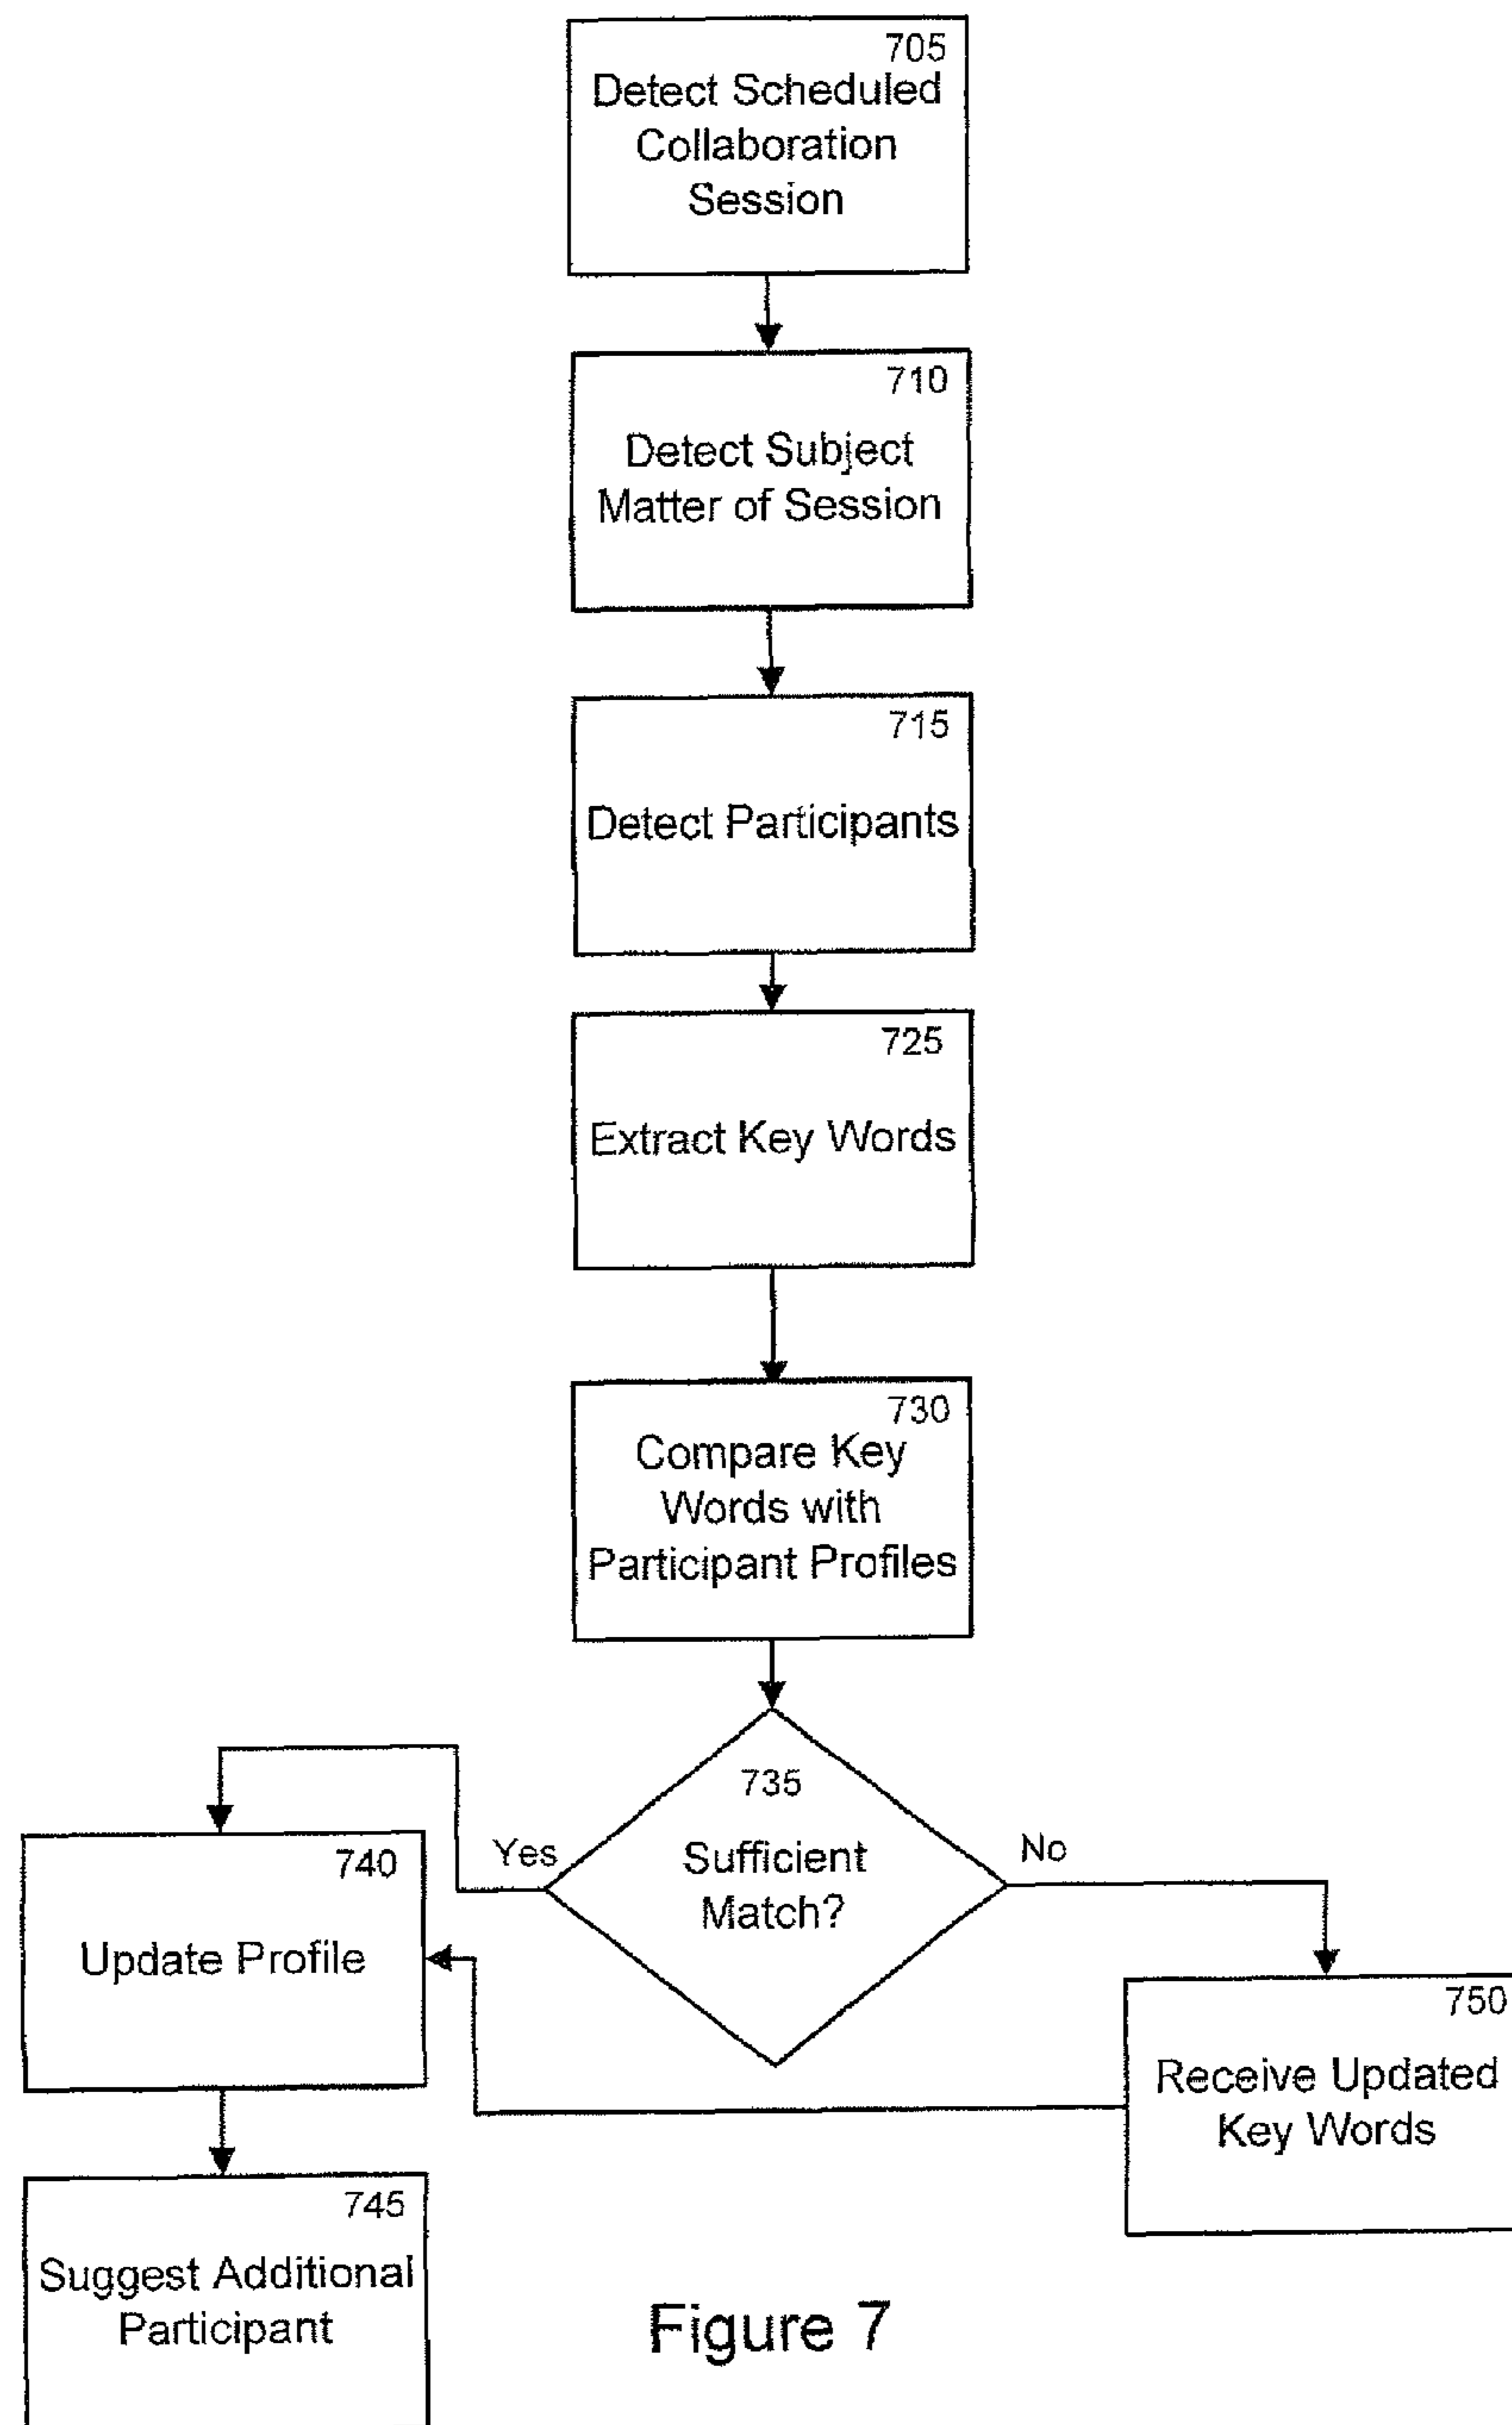 705
Detect Scheduled
Collaboration
Session
710
Detect Subject
Matter of Session
715
Detect Participants
725
Extract Key Words
730
Compare Key
Words with
Participant Profiles
735
Sufficient
Match?
Yes
No
740
Update Profile
750
Receive Updated
Key Words
745
Suggest Additional
Participant
Figure 7